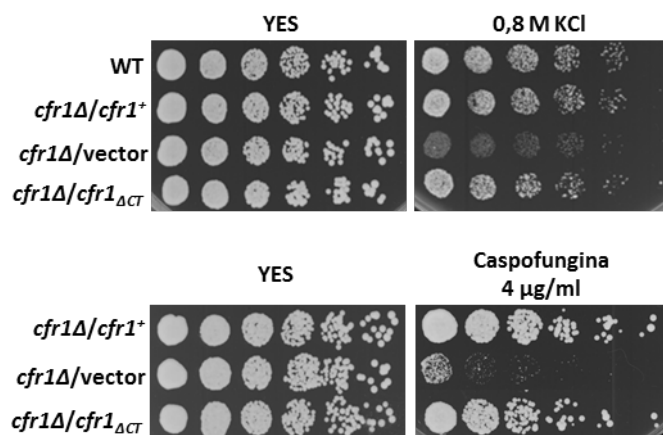 YES
0,8 M KCl
WT
cfr1Δ/cfr1⁺
cfr1Δ/vector
cfr1Δ/cfr1ΔCT
YES
Caspofungina
4 µg/ml
cfr1Δ/cfr1⁺
cfr1Δ/vector
cfr1Δ/cfr1ΔCT